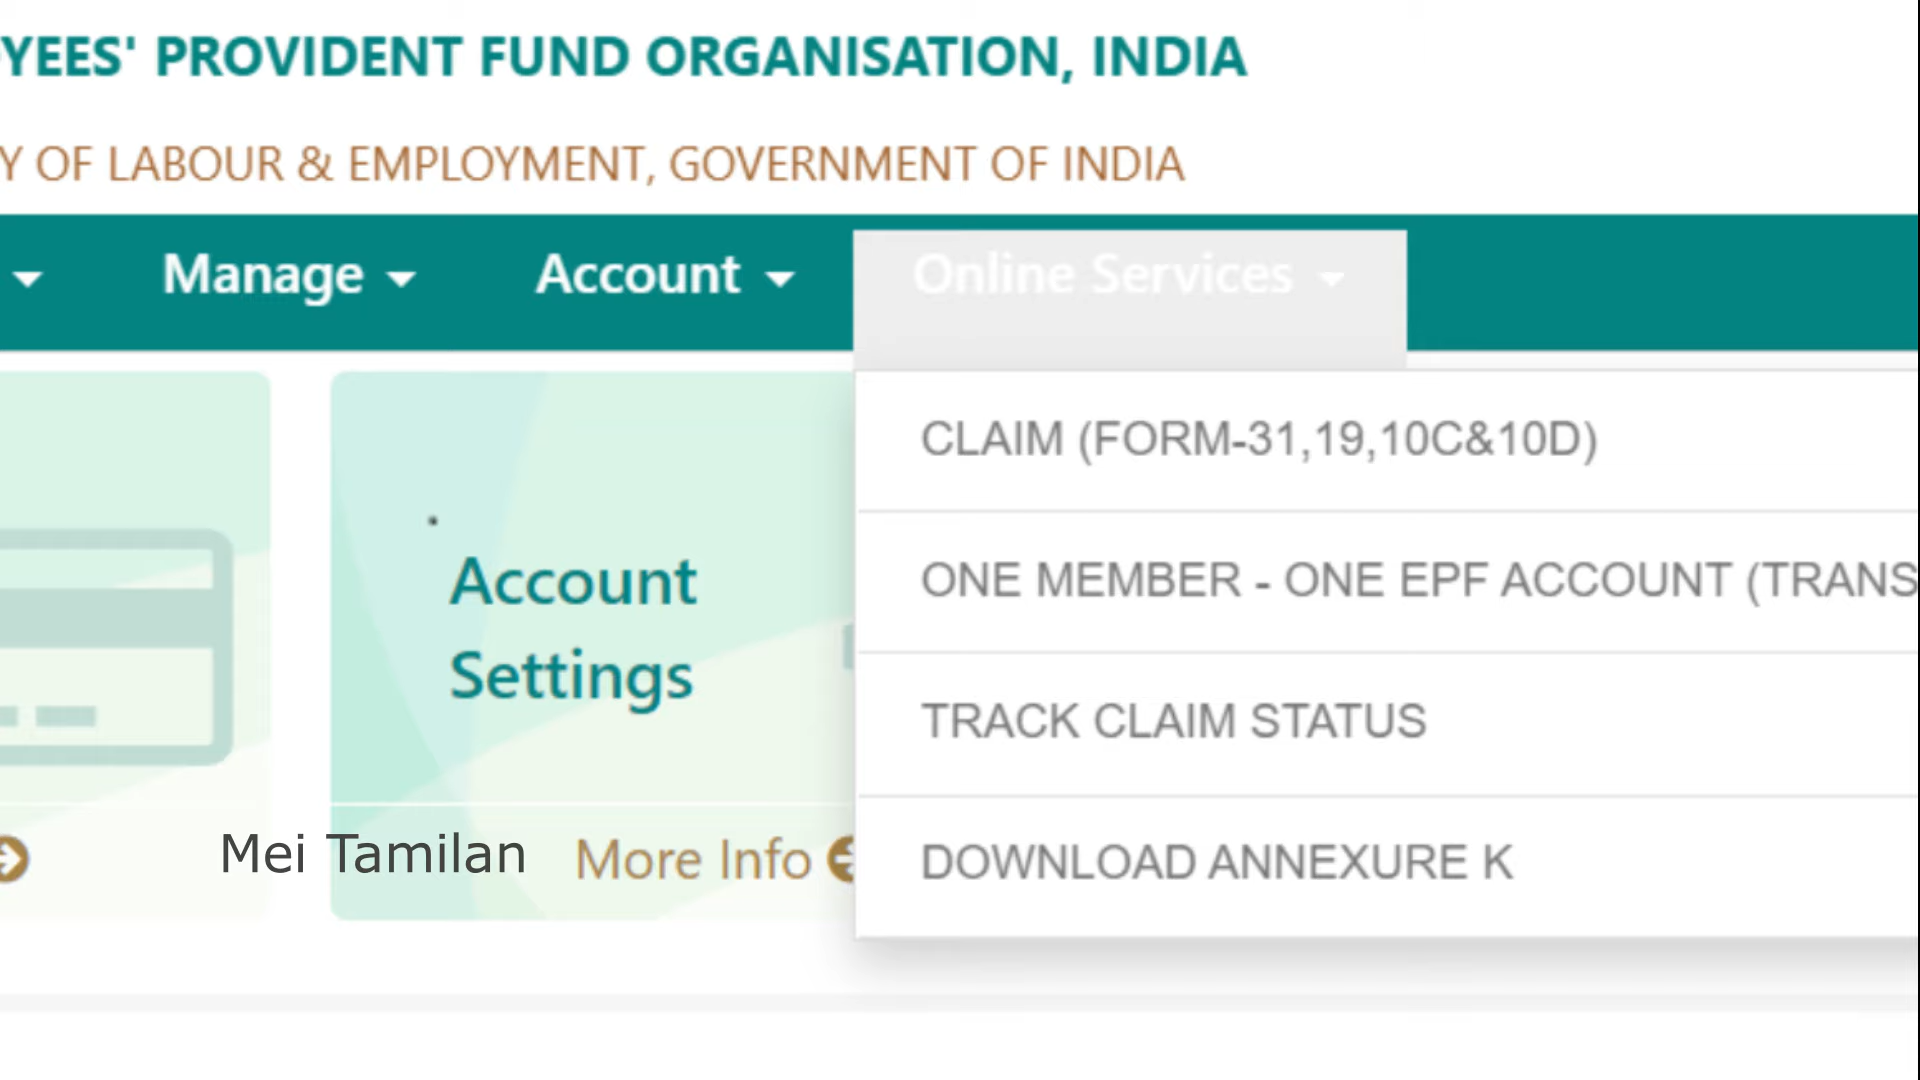 YEES' PROVIDENT FUND ORGANISATION, INDIA
Y OF LABOUR & EMPLOYMENT, GOVERNMENT OF INDIA
Manage
Account
Online Services
CLAIM (FORM-31,19,10C&10D)
ONE MEMBER - ONE EPF ACCOUNT (TRANS
TRACK CLAIM STATUS
DOWNLOAD ANNEXURE K
Account
Settings
Mei Tamilan
More Info